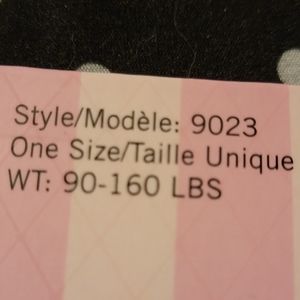 Style/Modèle: 9023
One Size/Taille Unique
WT: 90-160 LBS